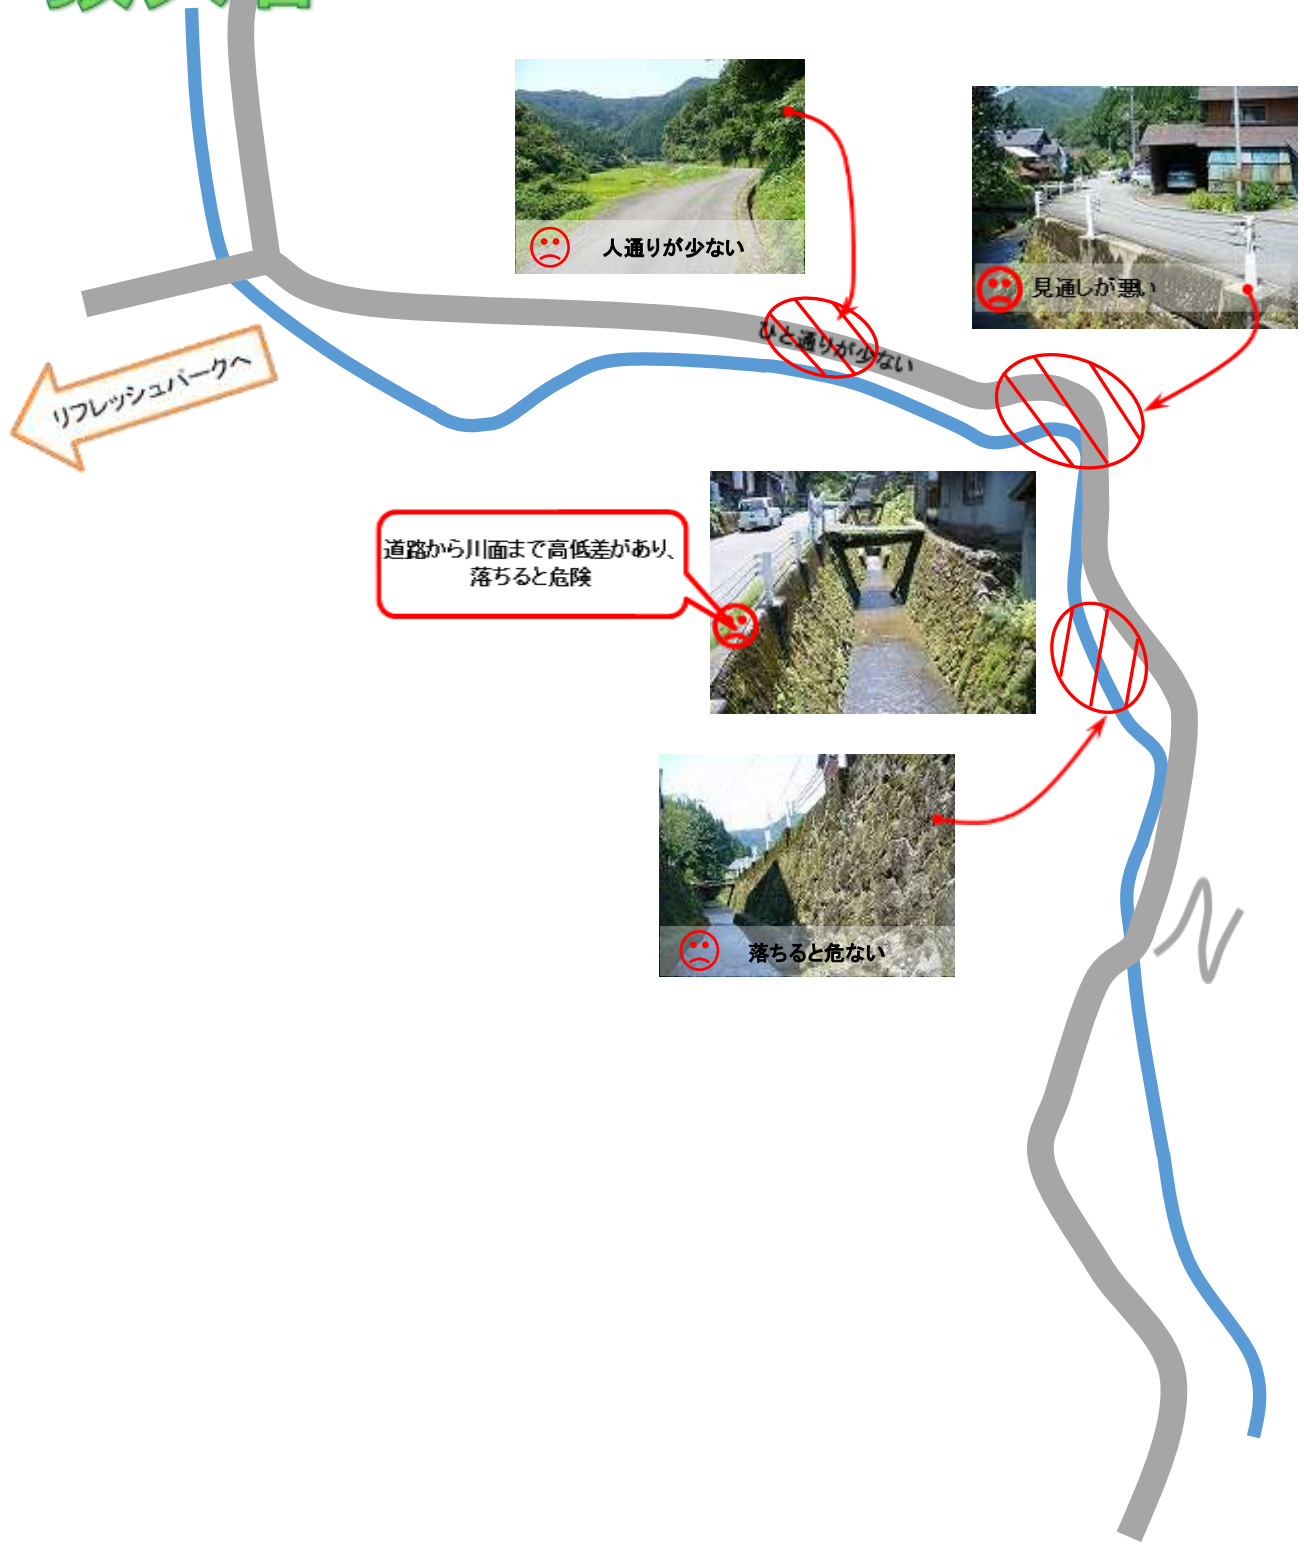 人通りが少ない
見通しが悪い
ひと通りが少ない
リフレッシュパークへ
道路から川面まで高低差があり、
落ちると危険
落ちると危ない